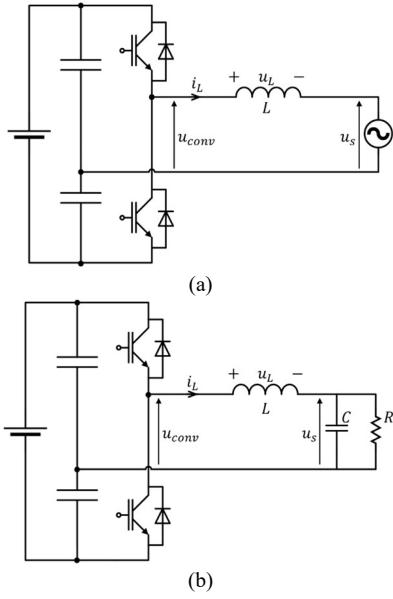 + u_L −
i_L
L
u_conv
u_s
(a)
+ u_L −
i_L
L
u_conv
u_s
C
R
(b)